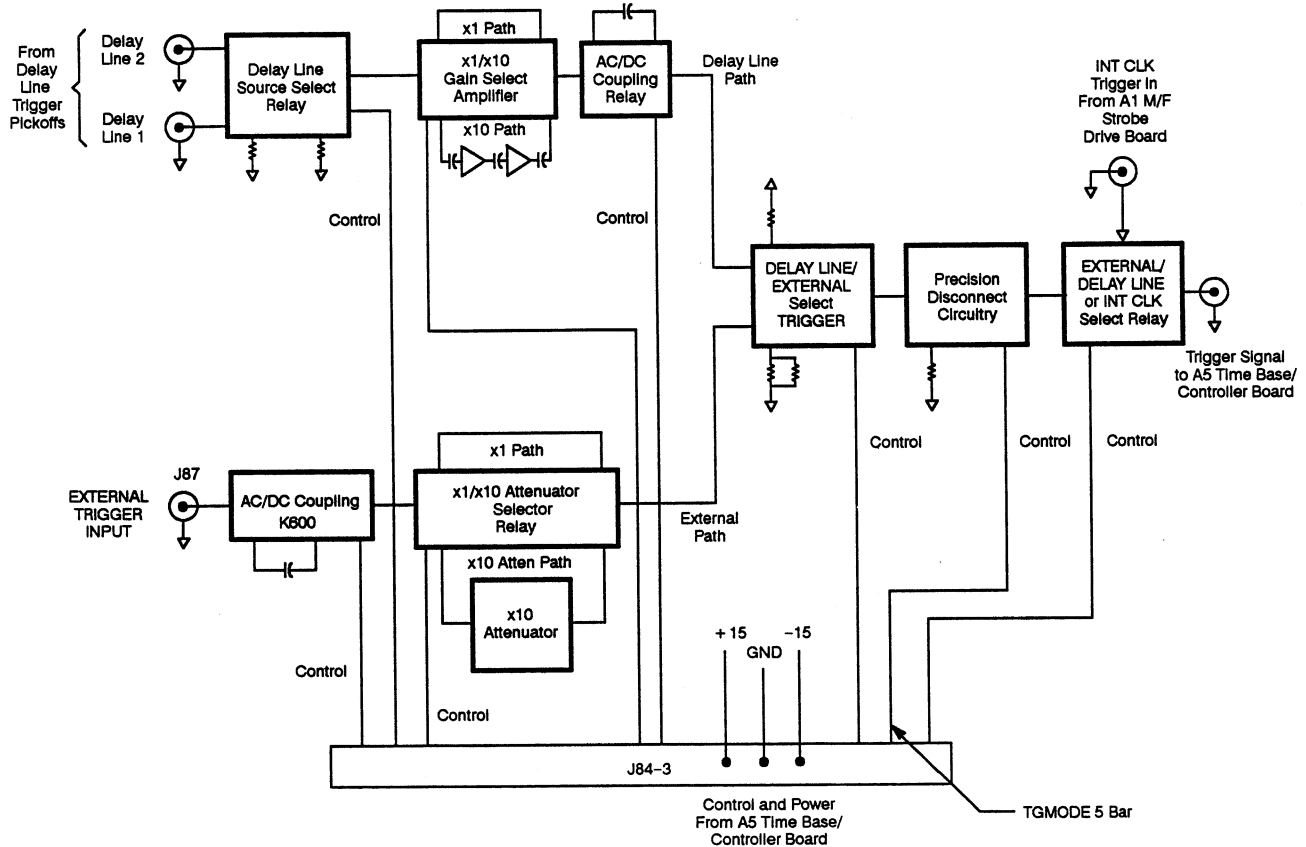 From
Delay
Line
Trigger
Pickoffs
Delay
Line 2
Delay
Line 1
Delay Line
Source Select
Relay
x1 Path
x1/x10
Gain Select
Amplifier
x10 Path
AC/DC
Coupling
Relay
Delay Line
Path
INT CLK
Trigger In
From A1 M/F
Strobe
Drive Board
Control
Control
DELAY LINE/
EXTERNAL
Select
TRIGGER
Precision
Disconnect
Circuitry
EXTERNAL/
DELAY LINE
or INT CLK
Select Relay
Trigger Signal
to A5 Time Base/
Controller Board
Control
Control
Control
J87
EXTERNAL
TRIGGER
INPUT
AC/DC Coupling
K600
x1 Path
x1/x10 Attenuator
Selector
Relay
x10 Atten Path
x10
Attenuator
External
Path
Control
Control
+15
GND
−15
J84−3
Control and Power
From A5 Time Base/
Controller Board
TGMODE 5 Bar